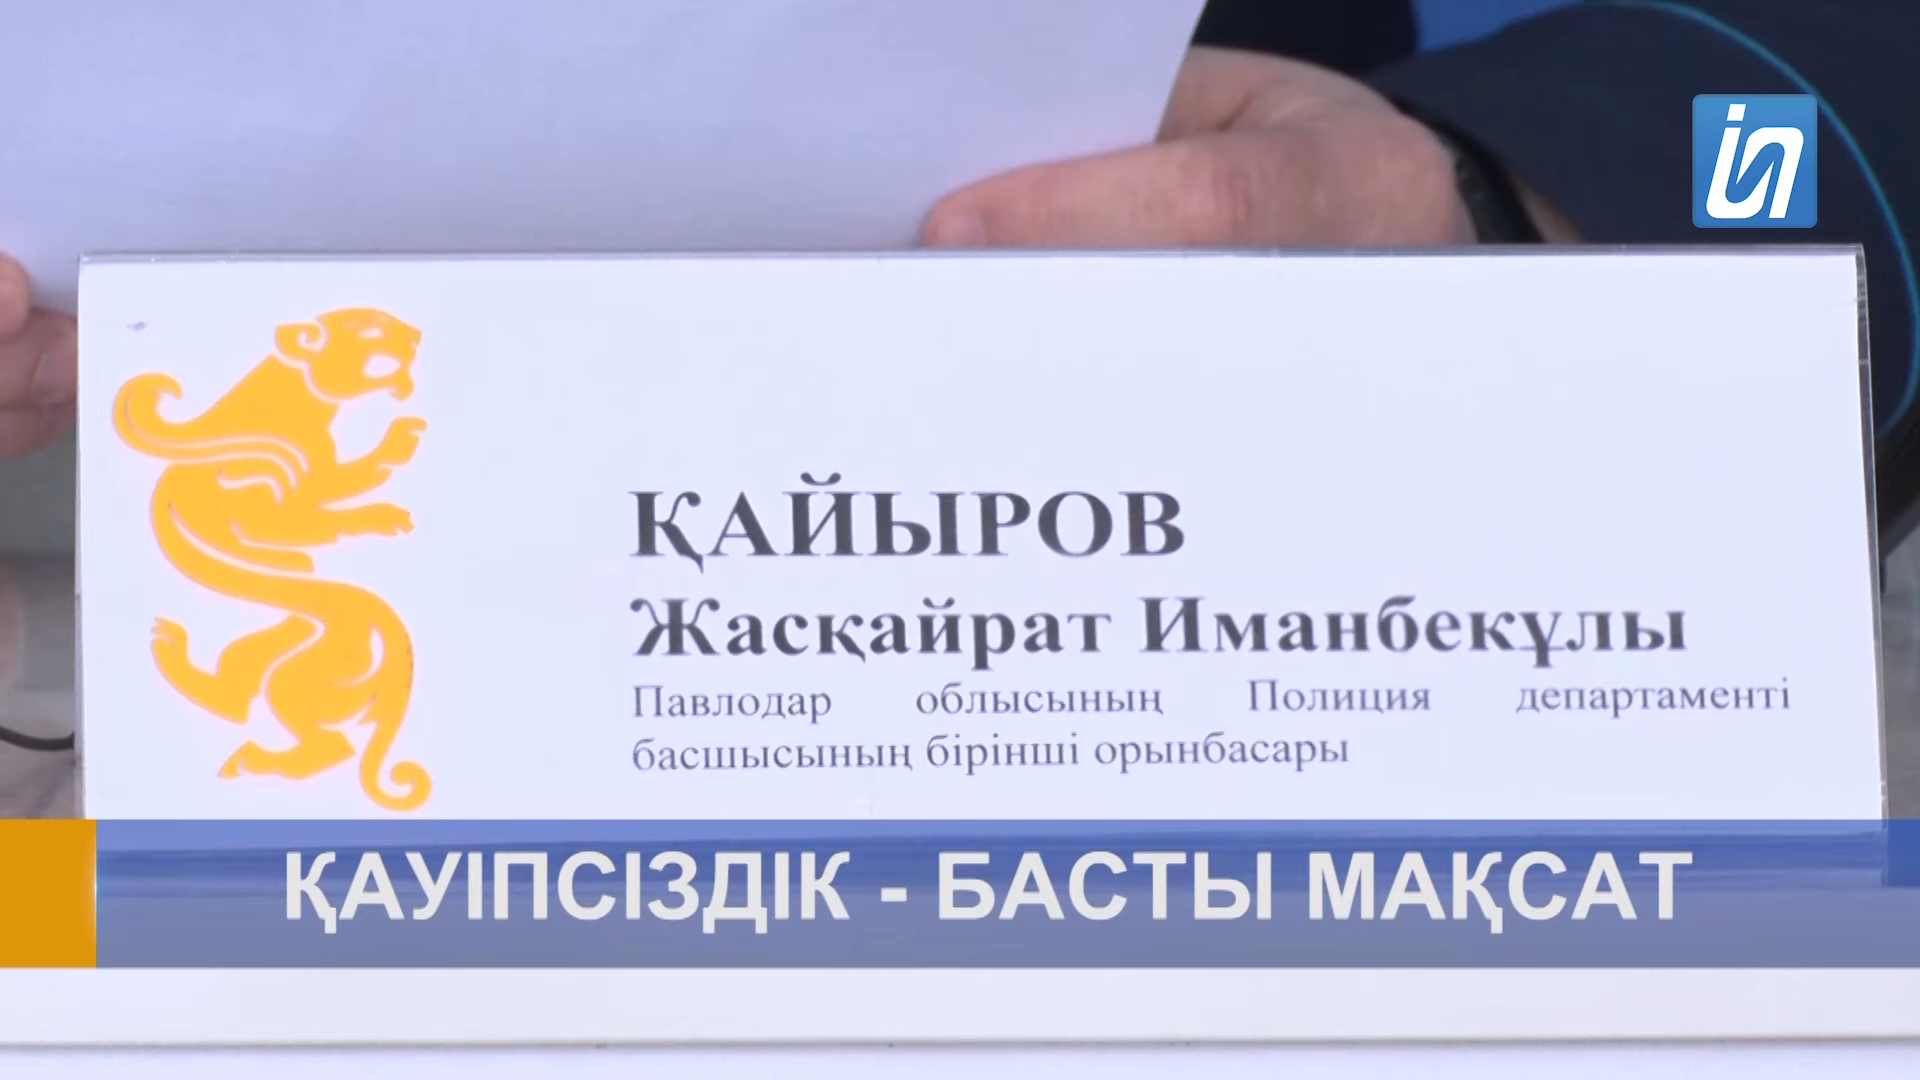 ҚАЙЫРОВ
Жасқайрат Иманбекұлы
Павлодар облысының Полиция департаменті
басшысының бірінші орынбасары
ҚАУІПСІЗДІК - БАСТЫ МАҚСАТ